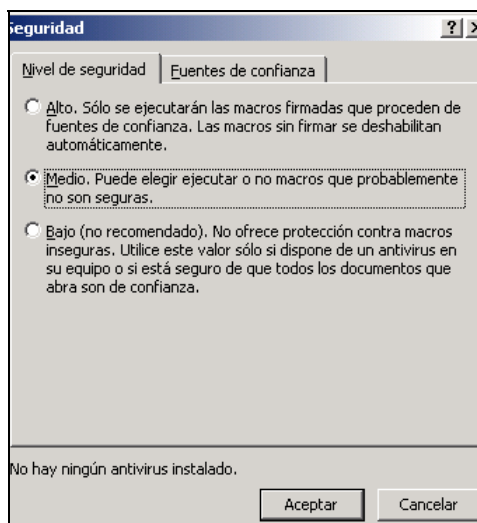 Seguridad
Nivel de seguridad
Fuentes de confianza
Alto. Sólo se ejecutarán las macros firmadas que proceden de
fuentes de confianza. Las macros sin firmar se deshabilitan
automáticamente.
Medio. Puede elegir ejecutar o no macros que probablemente
no son seguras.
Bajo (no recomendado). No ofrece protección contra macros
inseguras. Utilice este valor sólo si dispone de un antivirus en
su equipo o si está seguro de que todos los documentos que
abra son de confianza.
No hay ningún antivirus instalado.
Aceptar
Cancelar